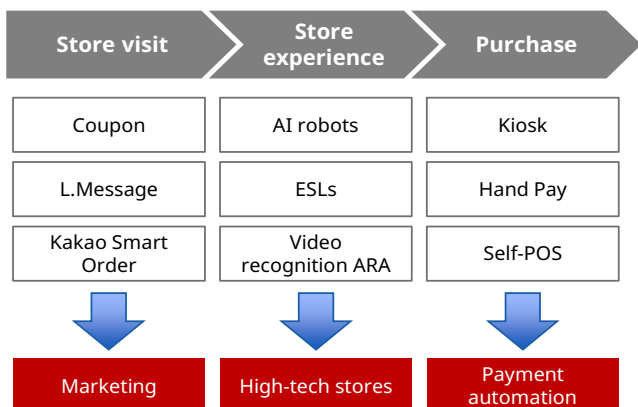 Store visit
Store
experience
Purchase
Coupon
AI robots
Kiosk
L.Message
ESLs
Hand Pay
Kakao Smart
Order
Video
recognition ARA
Self-POS
Marketing
High-tech stores
Payment
automation